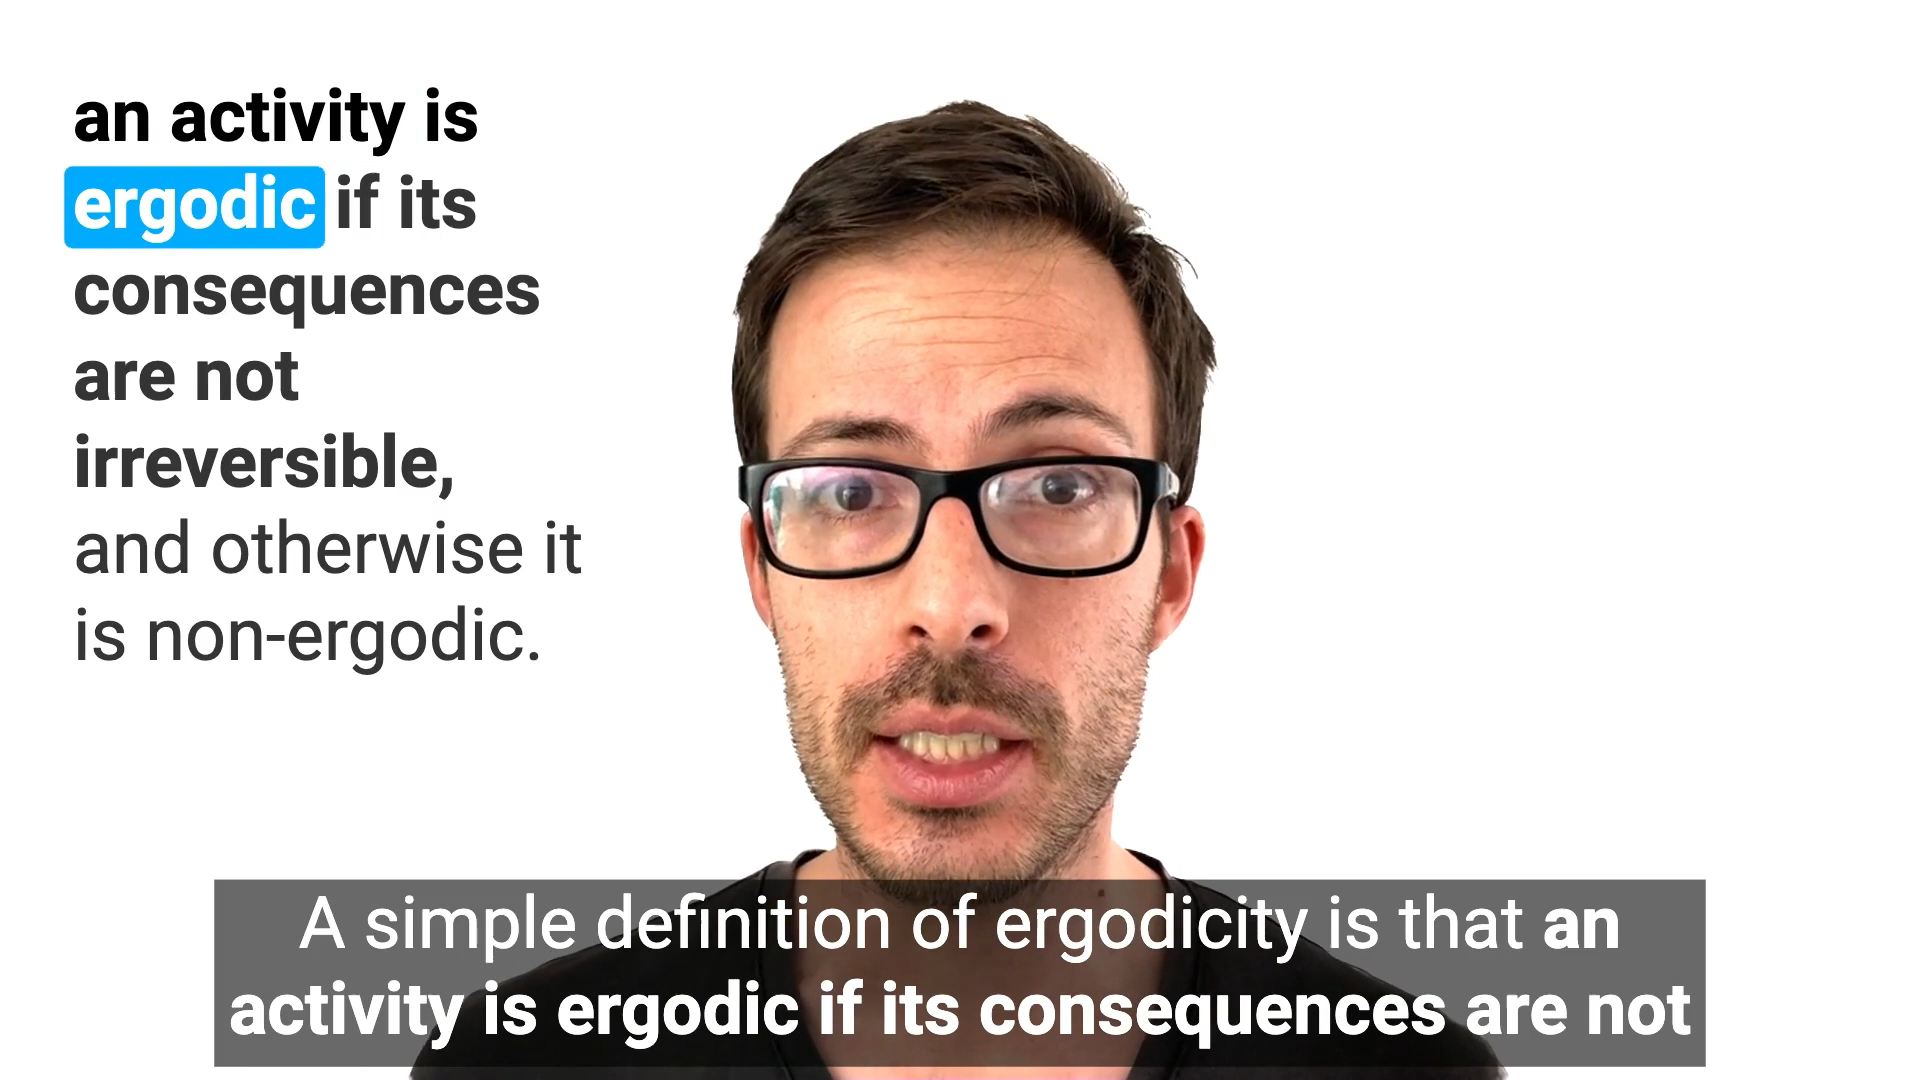 an activity is
ergodic if its
consequences
are not
irreversible,
and otherwise it
is non-ergodic.
A simple definition of ergodicity is that an
activity is ergodic if its consequences are not